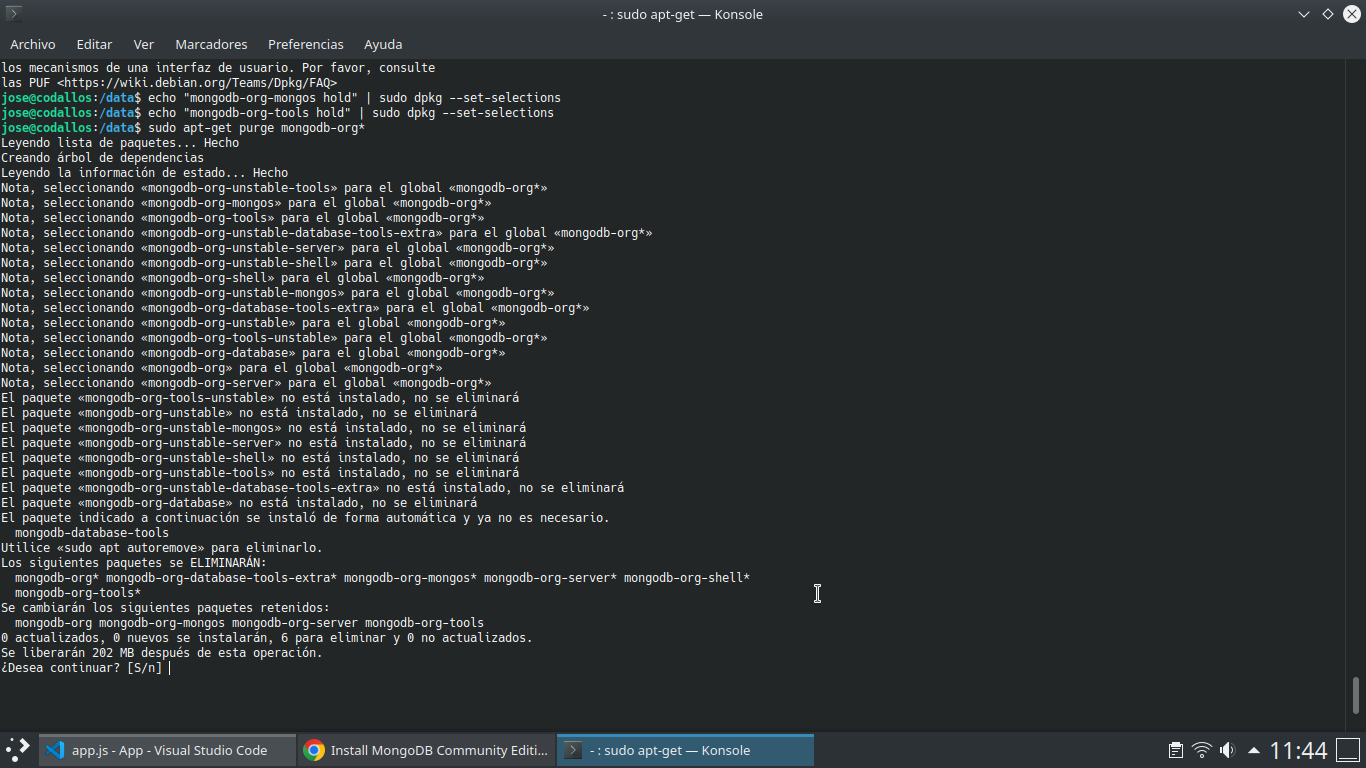 - : sudo apt-get — Konsole
Archivo Editar Ver Marcadores Preferencias Ayuda
los mecanismos de una interfaz de usuario. Por favor, consulte
las PUF <https://wiki.debian.org/Teams/Dpkg/FAQ>
jose@codallos:/data$ echo "mongodb-org-mongos hold" | sudo dpkg --set-selections
jose@codallos:/data$ echo "mongodb-org-tools hold" | sudo dpkg --set-selections
jose@codallos:/data$ sudo apt-get purge mongodb-org*
Leyendo lista de paquetes... Hecho
Creando árbol de dependencias
Leyendo la información de estado... Hecho
Nota, seleccionando «mongodb-org-unstable-tools» para el global «mongodb-org*»
Nota, seleccionando «mongodb-org-mongos» para el global «mongodb-org*»
Nota, seleccionando «mongodb-org-tools» para el global «mongodb-org*»
Nota, seleccionando «mongodb-org-unstable-database-tools-extra» para el global «mongodb-org*»
Nota, seleccionando «mongodb-org-unstable-server» para el global «mongodb-org*»
Nota, seleccionando «mongodb-org-unstable-shell» para el global «mongodb-org*»
Nota, seleccionando «mongodb-org-shell» para el global «mongodb-org*»
Nota, seleccionando «mongodb-org-unstable-mongos» para el global «mongodb-org*»
Nota, seleccionando «mongodb-org-database-tools-extra» para el global «mongodb-org*»
Nota, seleccionando «mongodb-org-unstable» para el global «mongodb-org*»
Nota, seleccionando «mongodb-org-tools-unstable» para el global «mongodb-org*»
Nota, seleccionando «mongodb-org-database» para el global «mongodb-org*»
Nota, seleccionando «mongodb-org» para el global «mongodb-org*»
Nota, seleccionando «mongodb-org-server» para el global «mongodb-org*»
El paquete «mongodb-org-tools-unstable» no está instalado, no se eliminará
El paquete «mongodb-org-unstable» no está instalado, no se eliminará
El paquete «mongodb-org-unstable-mongos» no está instalado, no se eliminará
El paquete «mongodb-org-unstable-server» no está instalado, no se eliminará
El paquete «mongodb-org-unstable-shell» no está instalado, no se eliminará
El paquete «mongodb-org-unstable-tools» no está instalado, no se eliminará
El paquete «mongodb-org-unstable-database-tools-extra» no está instalado, no se eliminará
El paquete «mongodb-org-database» no está instalado, no se eliminará
El paquete indicado a continuación se instaló de forma automática y ya no es necesario.
mongodb-database-tools
Utilice «sudo apt autoremove» para eliminarlo.
Los siguientes paquetes se ELIMINARÁN:
mongodb-org* mongodb-org-database-tools-extra* mongodb-org-mongos* mongodb-org-server* mongodb-org-shell*
mongodb-org-tools*
Se cambiarán los siguientes paquetes retenidos:
mongodb-org mongodb-org-mongos mongodb-org-server mongodb-org-tools
0 actualizados, 0 nuevos se instalarán, 6 para eliminar y 0 no actualizados.
Se liberarán 202 MB después de esta operación.
¿Desea continuar? [S/n]
app.js - App - Visual Studio Code
Install MongoDB Community Editi...
- : sudo apt-get — Konsole
11:44